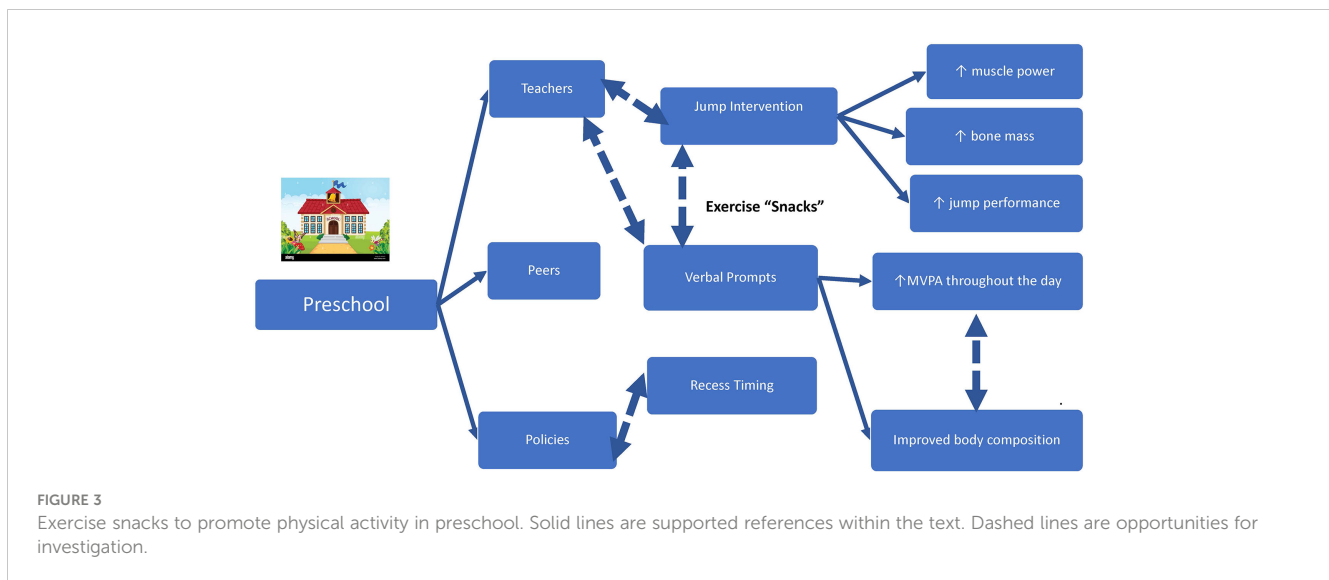 Teachers
Jump Intervention
↑ muscle power
↑ bone mass
↑ jump performance
Exercise "Snacks"
SCHOOL
alamy
Preschool
Peers
Verbal Prompts
↑MVPA throughout the day
Recess Timing
Policies
Improved body composition
.
FIGURE 3
Exercise snacks to promote physical activity in preschool. Solid lines are supported references within the text. Dashed lines are opportunities for
investigation.